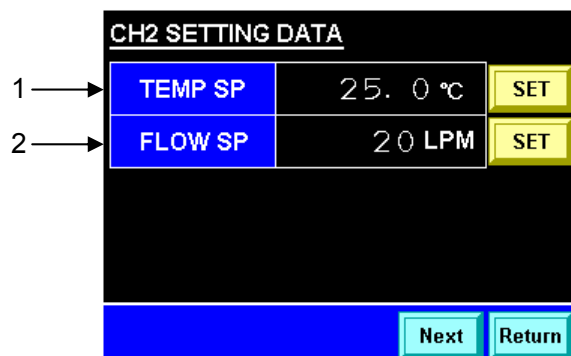 CH2 SETTING DATA
1 TEMP SP 25.0 ℃ SET
2 FLOW SP 20 LPM SET
Next Return